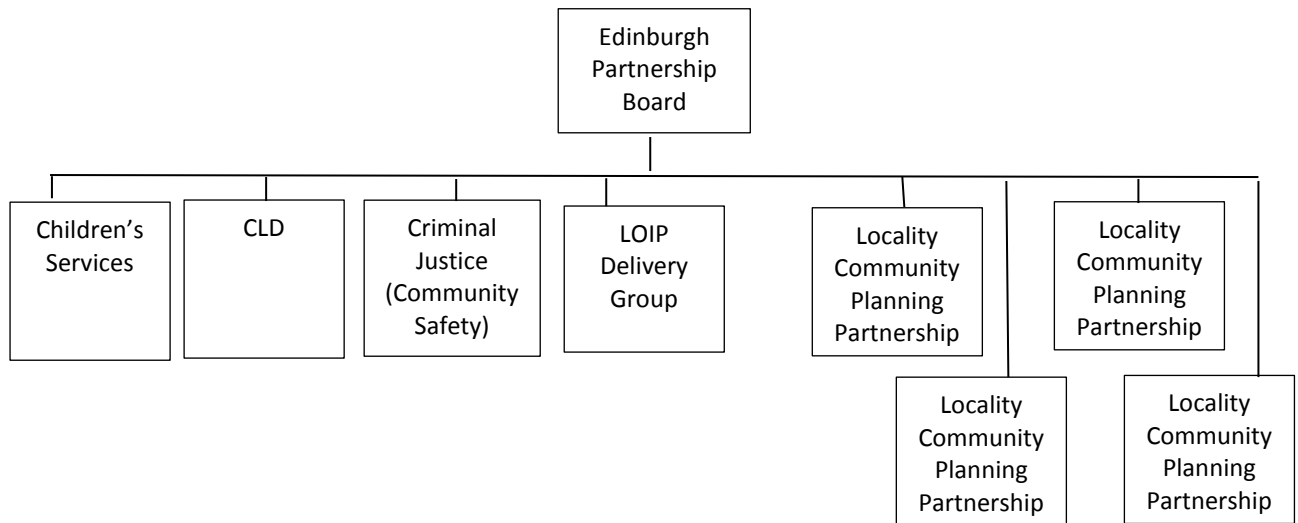 Edinburgh
Partnership
Board
Children’s
Services
CLD
Criminal
Justice
(Community
Safety)
LOIP
Delivery
Group
Locality
Community
Planning
Partnership
Locality
Community
Planning
Partnership
Locality
Community
Planning
Partnership
Locality
Community
Planning
Partnership